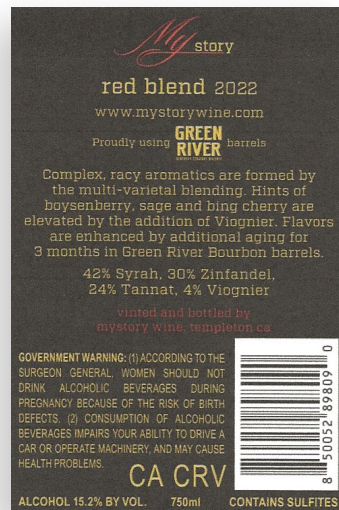 My story
red blend 2022
www.mystorywine.com
Proudly using GREEN RIVER barrels
Complex, racy aromatics are formed by
the multi-varietal blending. Hints of
boysenberry, sage and bing cherry are
elevated by the addition of Viognier. Flavors
are enhanced by additional aging for
3 months in Green River Bourbon barrels.
42% Syrah, 30% Zinfandel,
24% Tannat, 4% Viognier
vinted and bottled by
mystory wine, templeton ca
GOVERNMENT WARNING: (1) ACCORDING TO THE
SURGEON GENERAL, WOMEN SHOULD NOT
DRINK ALCOHOLIC BEVERAGES DURING
PREGNANCY BECAUSE OF THE RISK OF BIRTH
DEFECTS. (2) CONSUMPTION OF ALCOHOLIC
BEVERAGES IMPAIRS YOUR ABILITY TO DRIVE A
CAR OR OPERATE MACHINERY, AND MAY CAUSE
HEALTH PROBLEMS.
CA CRV
8 50052 89809 0
ALCOHOL 15.2% BY VOL. 750ml CONTAINS SULFITES